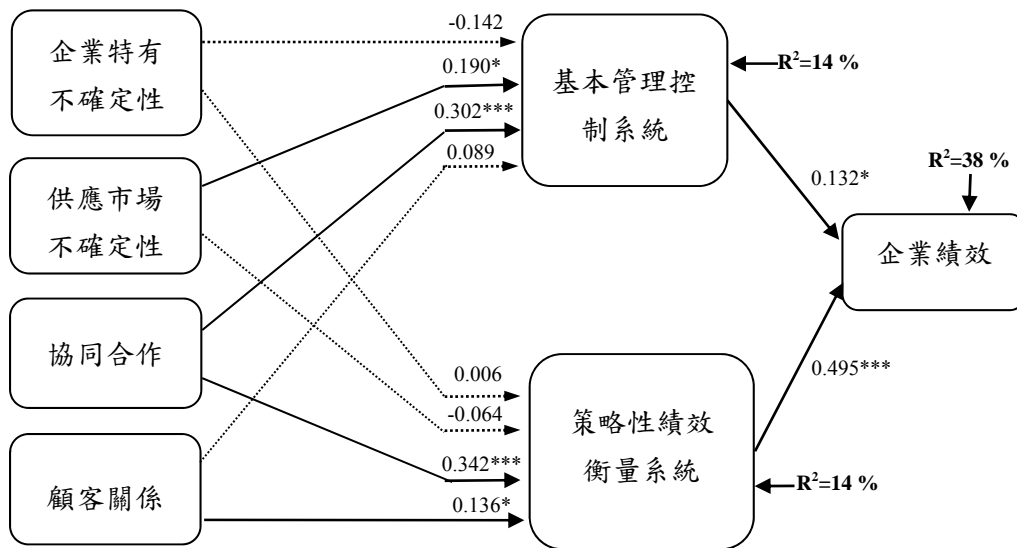 企業特有
不確定性
供應市場
不確定性
協同合作
顧客關係
-0.142
0.190*
0.302***
0.089
基本管理控
制系統
R²=14 %
0.006
-0.064
0.342***
0.136*
策略性績效
衡量系統
R²=14 %
0.132*
0.495***
R²=38 %
企業績效